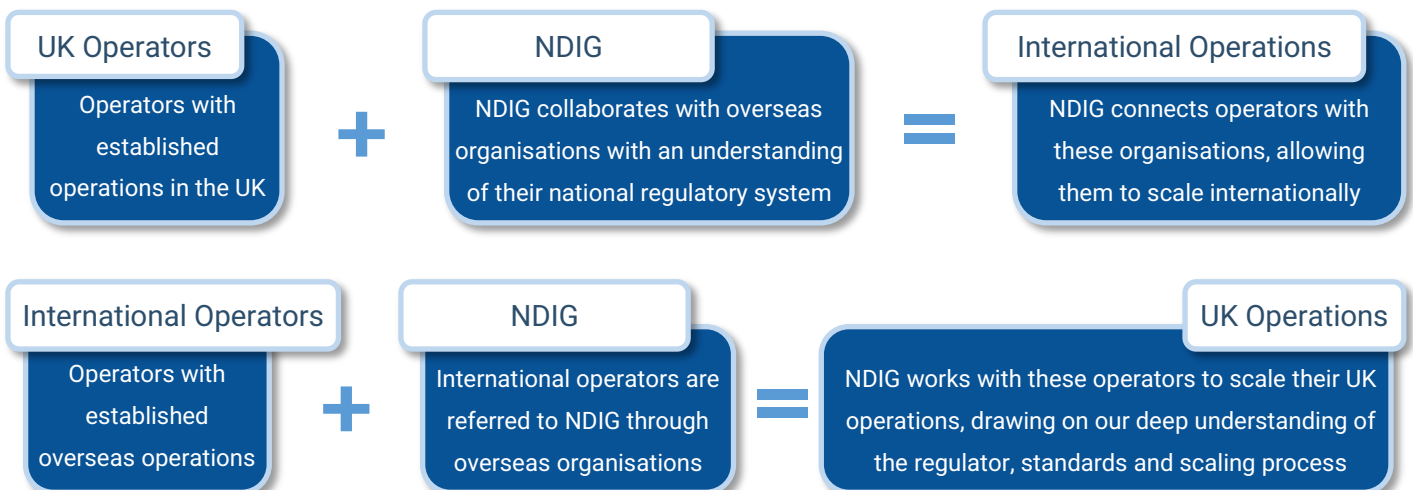 UK Operators
Operators with
established
operations in the UK
+
NDIG
NDIG collaborates with overseas
organisations with an understanding
of their national regulatory system
=
International Operations
NDIG connects operators with
these organisations, allowing
them to scale internationally
International Operators
Operators with
established
overseas operations
+
NDIG
International operators are
referred to NDIG through
overseas organisations
=
UK Operations
NDIG works with these operators to scale their UK
operations, drawing on our deep understanding of
the regulator, standards and scaling process